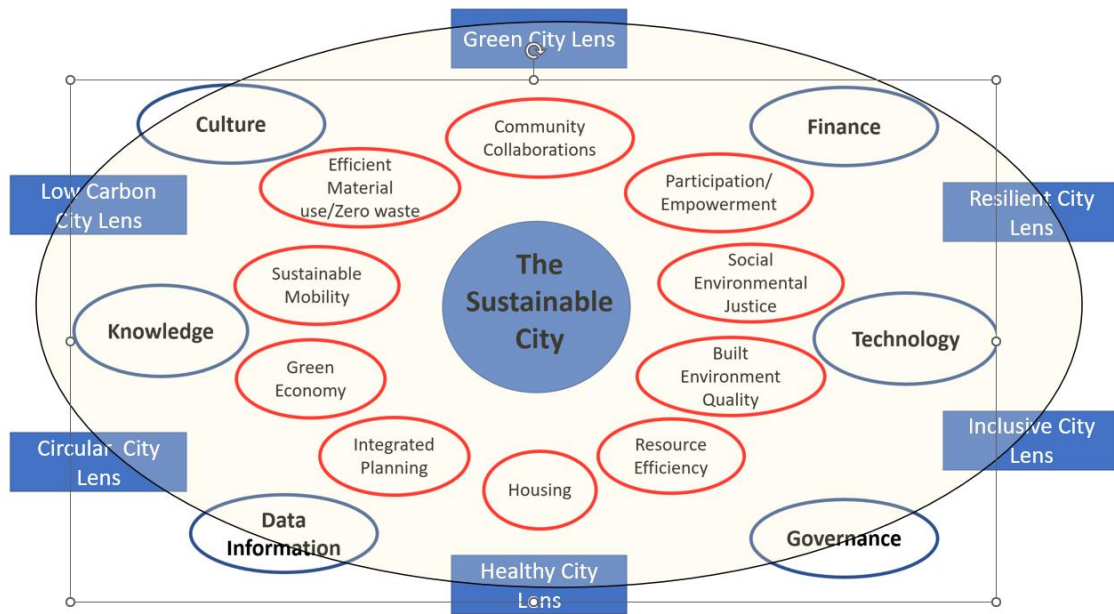 Green City Lens
Culture
Finance
Community
Collaborations
Efficient
Material
use/Zero waste
Participation/
Empowerment
Low Carbon
City Lens
Resilient City
Lens
The
Sustainable
City
Sustainable
Mobility
Social
Environmental
Justice
Knowledge
Technology
Green
Economy
Built
Environment
Quality
Circular City
Lens
Integrated
Planning
Housing
Resource
Efficiency
Inclusive City
Lens
Data
Information
Governance
Healthy City
Lens